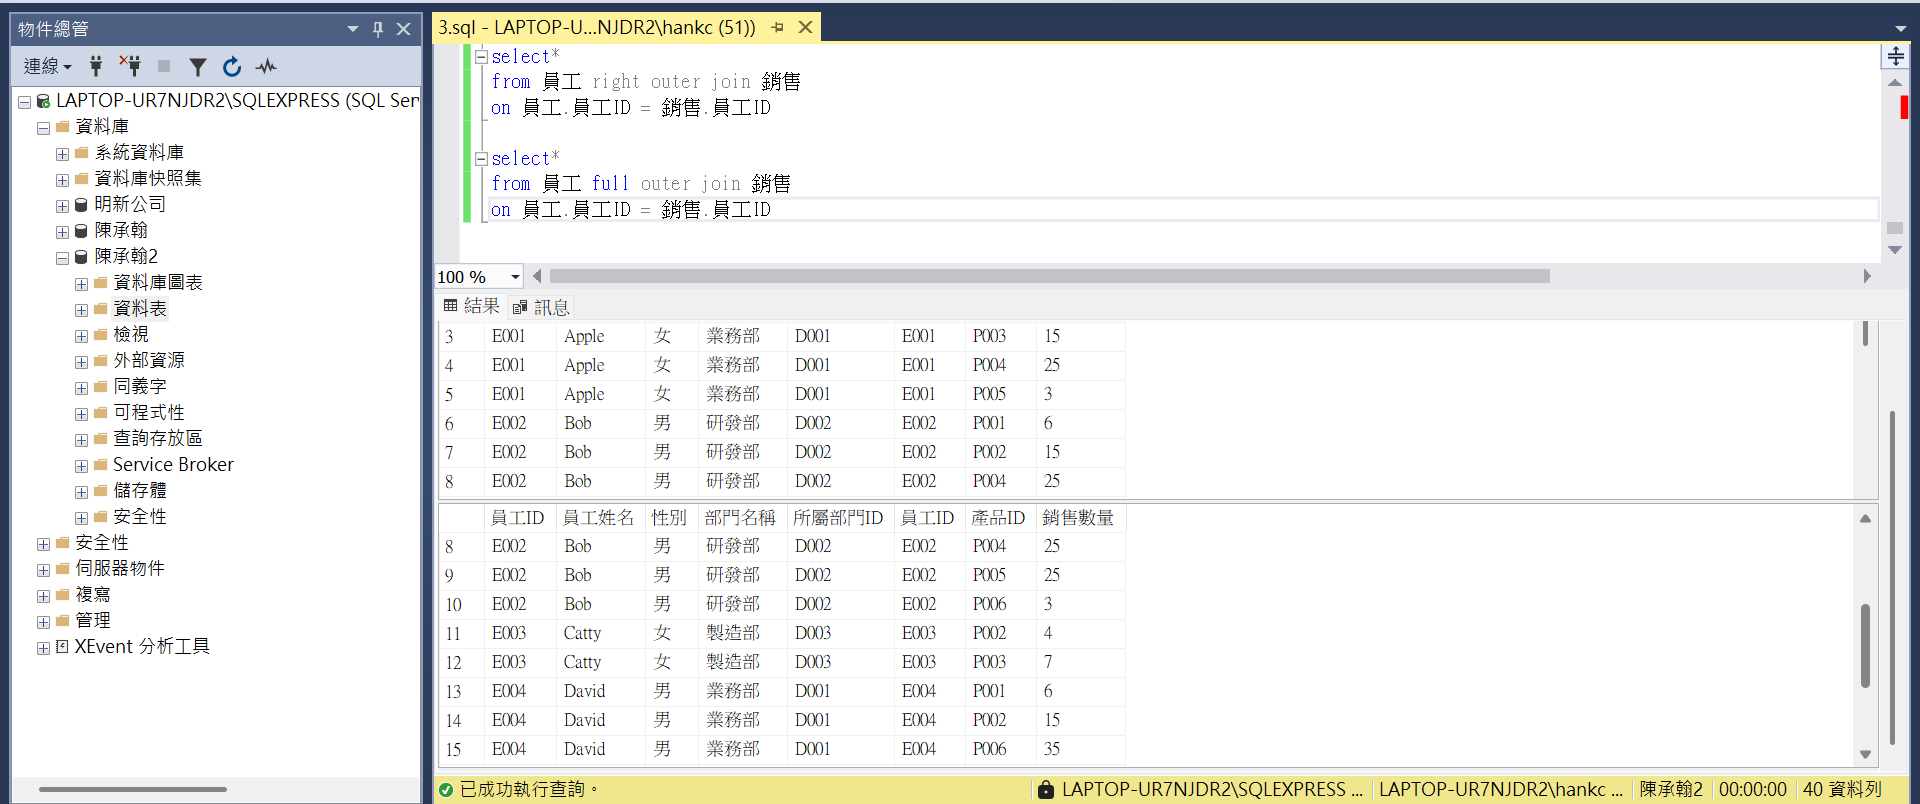 物件總管
連線
LAPTOP-UR7NJDR2\SQLEXPRESS (SQL Ser
資料庫
系統資料庫
資料庫快照集
明新公司
陳承翰
陳承翰2
資料庫圖表
資料表
檢視
外部資源
同義字
可程式性
查詢存放區
Service Broker
儲存體
安全性
安全性
伺服器物件
複寫
管理
XEvent 分析工具
3.sql - LAPTOP-U...NJDR2\hankc (51))
select*
from 員工 right outer join 銷售
on 員工.員工ID = 銷售.員工ID
select*
from 員工 full outer join 銷售
on 員工.員工ID = 銷售.員工ID
100 %
結果 訊息
3 E001 Apple 女 業務部 D001 E001 P003 15
4 E001 Apple 女 業務部 D001 E001 P004 25
5 E001 Apple 女 業務部 D001 E001 P005 3
6 E002 Bob 男 研發部 D002 E002 P001 6
7 E002 Bob 男 研發部 D002 E002 P002 15
8 E002 Bob 男 研發部 D002 E002 P004 25
員工ID 員工姓名 性別 部門名稱 所屬部門ID 員工ID 產品ID 銷售數量
8 E002 Bob 男 研發部 D002 E002 P004 25
9 E002 Bob 男 研發部 D002 E002 P005 25
10 E002 Bob 男 研發部 D002 E002 P006 3
11 E003 Catty 女 製造部 D003 E003 P002 4
12 E003 Catty 女 製造部 D003 E003 P003 7
13 E004 David 男 業務部 D001 E004 P001 6
14 E004 David 男 業務部 D001 E004 P002 15
15 E004 David 男 業務部 D001 E004 P006 35
已成功執行查詢。 LAPTOP-UR7NJDR2\SQLEXPRESS ... LAPTOP-UR7NJDR2\hankc ... 陳承翰2 00:00:00 40 資料列